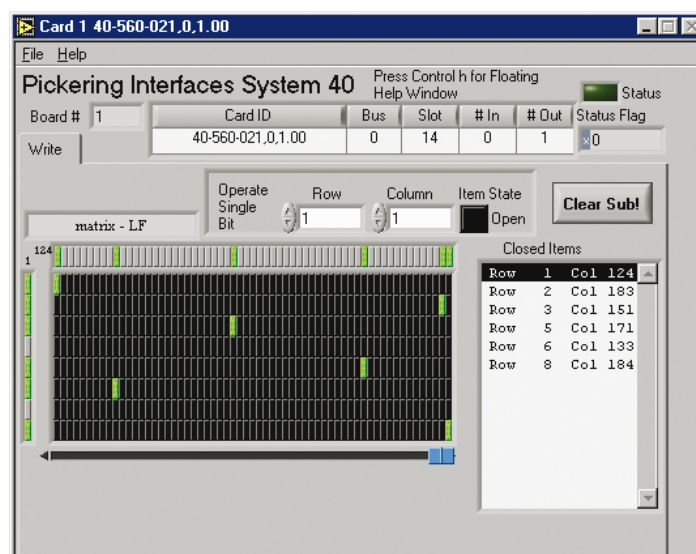 Card 1 40-560-021,0,1.00
File Help
Pickering Interfaces System 40
Press Control h for Floating
Help Window
Status
Board # 1
Card ID Bus Slot # In # Out Status Flag
40-560-021,0,1.00 0 14 0 1 x0
Write
Operate
Single
Bit
Row Column Item State
1 1 Open
Clear Sub!
matrix - LF
124
1
Closed Items
Row 1 Col 124
Row 2 Col 183
Row 3 Col 151
Row 5 Col 171
Row 6 Col 133
Row 8 Col 184